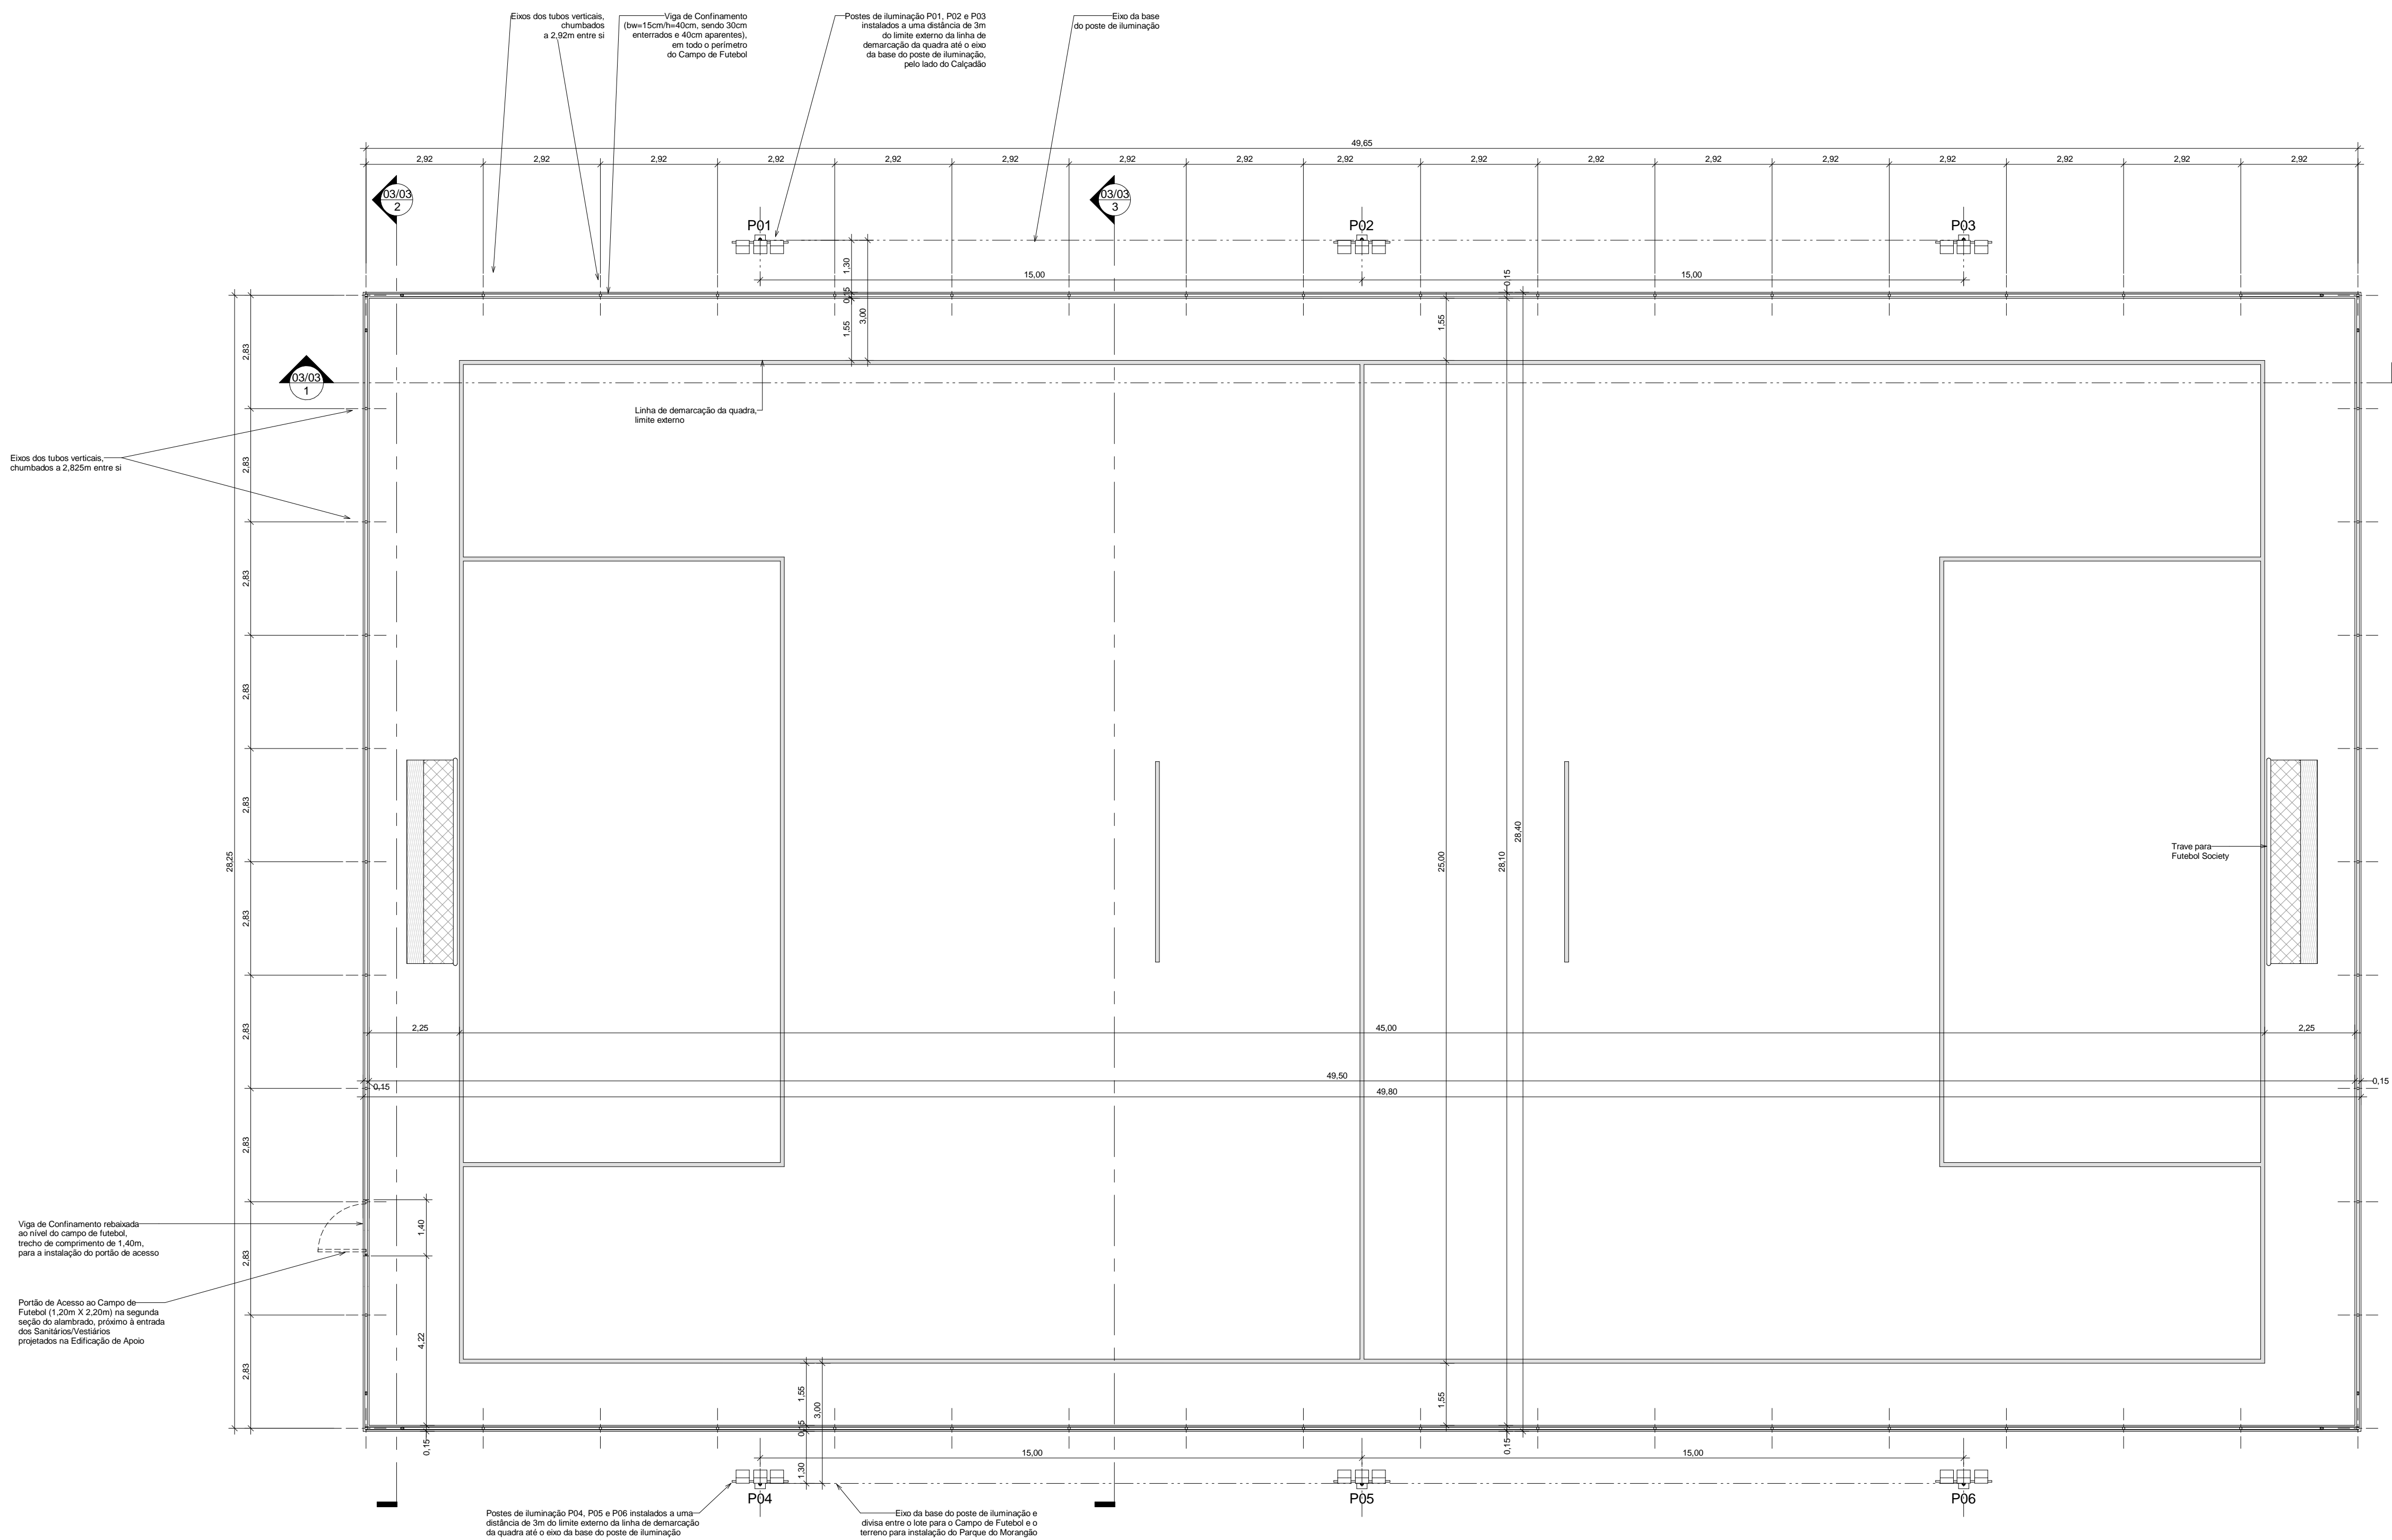 Eixos dos tubos verticais,
chumbados
a 2,92m entre si
Viga de Confinamento
(bw=15cm/h=40cm, sendo 30cm
enterrados e 40cm aparentes),
em todo o perímetro
do Campo de Futebol
Postes de iluminação P01, P02 e P03
instalados a uma distância de 3m
do limite externo da linha de
demarcação da quadra até o eixo
da base do poste de iluminação,
pelo lado do Calçadão
Eixo da base
do poste de iluminação
49,65
2,92 2,92 2,92 2,92 2,92 2,92 2,92 2,92 2,92 2,92 2,92 2,92 2,92 2,92 2,92 2,92 2,92
03/03
2
03/03
3
P01
P02
P03
1,30
15,00
0,15
15,00
0,15
1,55
3,00
1,55
03/03
1
Linha de demarcação da quadra,
limite externo
Eixos dos tubos verticais,
chumbados a 2,825m entre si
2,83
2,83
2,83
2,83
2,83
2,83
2,83
2,83
2,83
2,83
28,25
25,00
28,10
28,40
Trave para
Futebol Society
2,25
45,00
2,25
49,50
0,15
0,15
49,80
Viga de Confinamento rebaixada
ao nível do campo de futebol,
trecho de comprimento de 1,40m,
para a instalação do portão de acesso
1,40
Portão de Acesso ao Campo de
Futebol (1,20m X 2,20m) na segunda
seção do alambrado, próximo à entrada
dos Sanitários/Vestiários
projetados na Edificação de Apoio
4,22
1,55
3,00
0,15
1,55
0,15
1,30
0,15
15,00
15,00
P04
P05
P06
Postes de iluminação P04, P05 e P06 instalados a uma
distância de 3m do limite externo da linha de demarcação
da quadra até o eixo da base do poste de iluminação
Eixo da base do poste de iluminação e
divisa entre o lote para o Campo de Futebol e o
terreno para instalação do Parque do Morangão